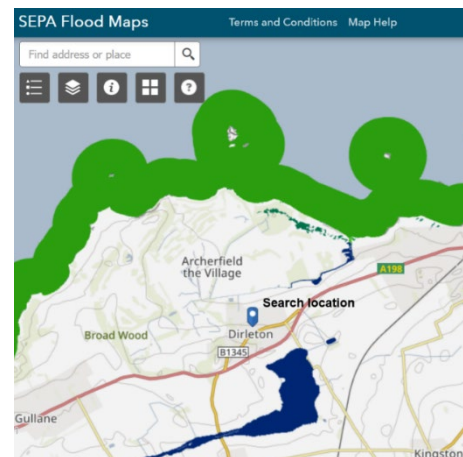 SEPA Flood Maps Terms and Conditions Map Help
Find address or place
Archerfield
the Village
A198
Search location
Broad Wood
Dirleton
B1345
Gullane
Kingston